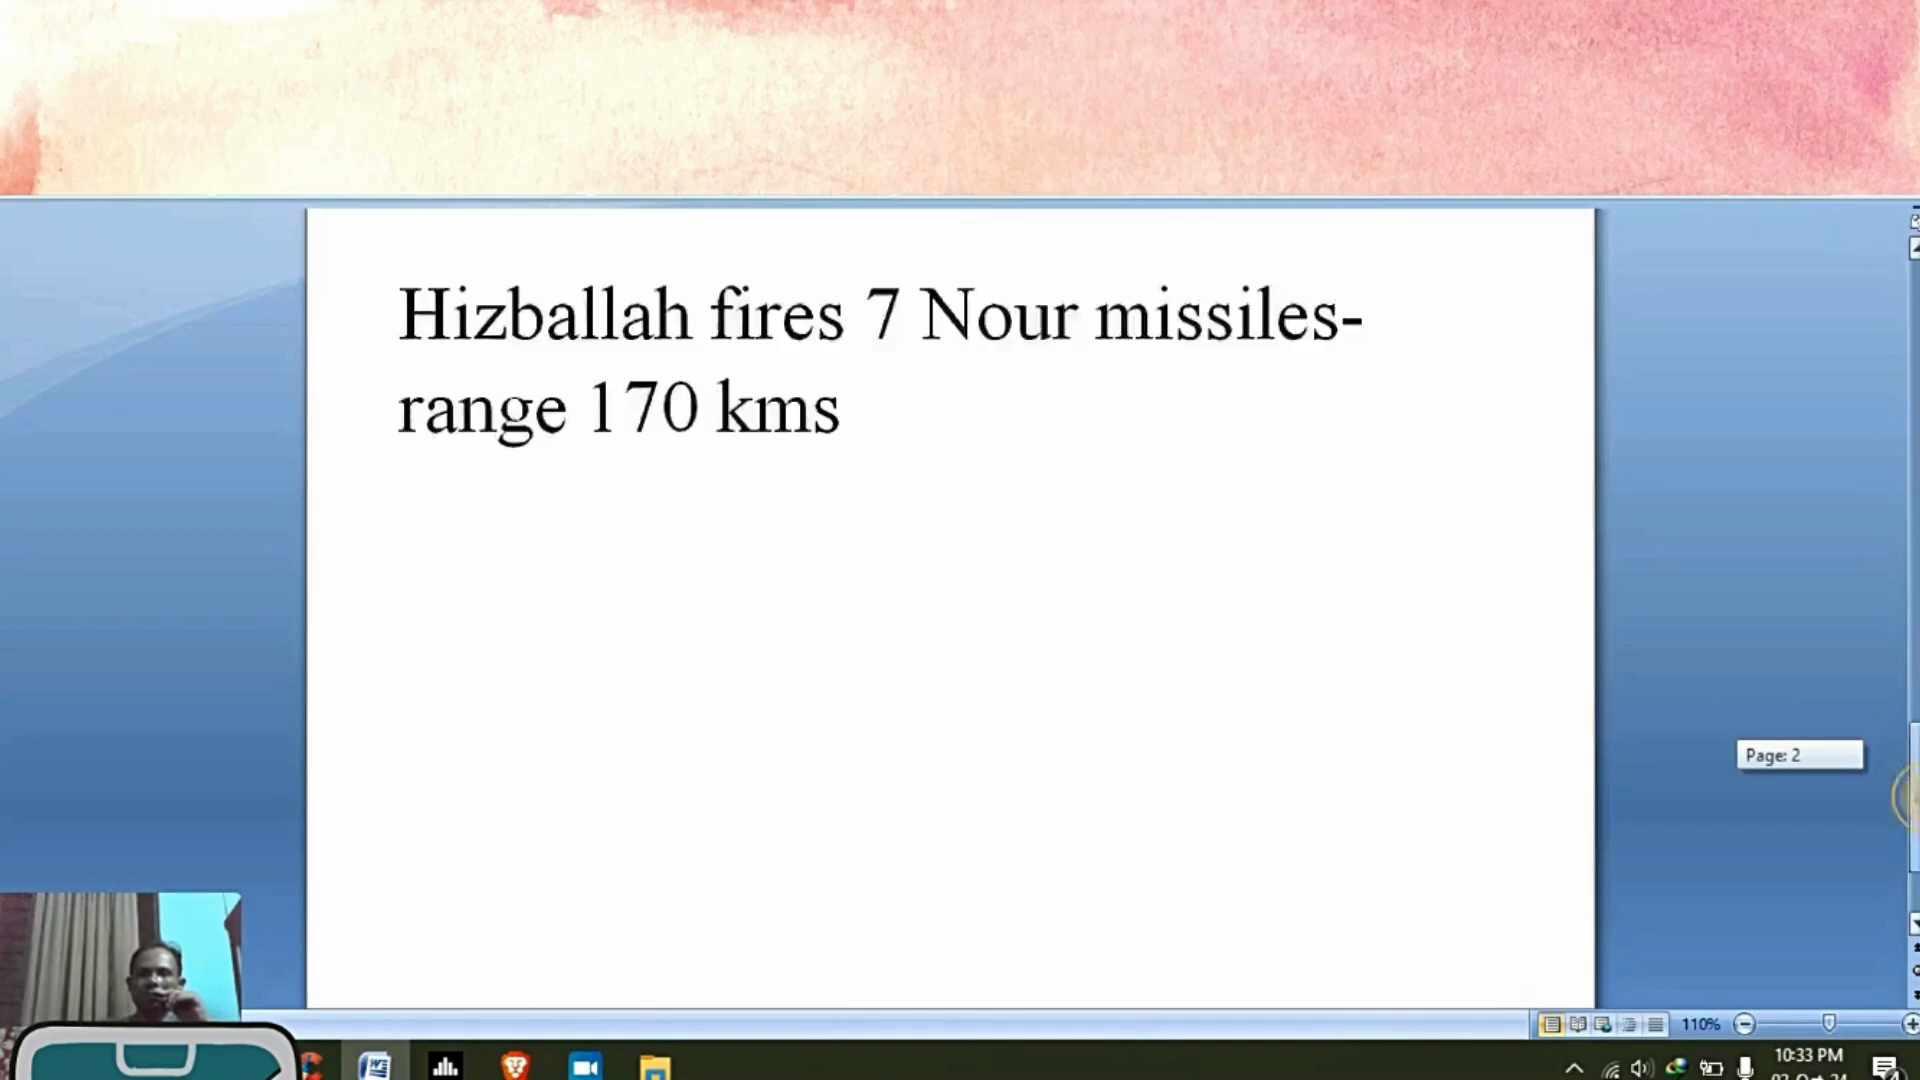 Hizballah fires 7 Nour missiles-
range 170 kms
Page: 2
110%
10:33 PM